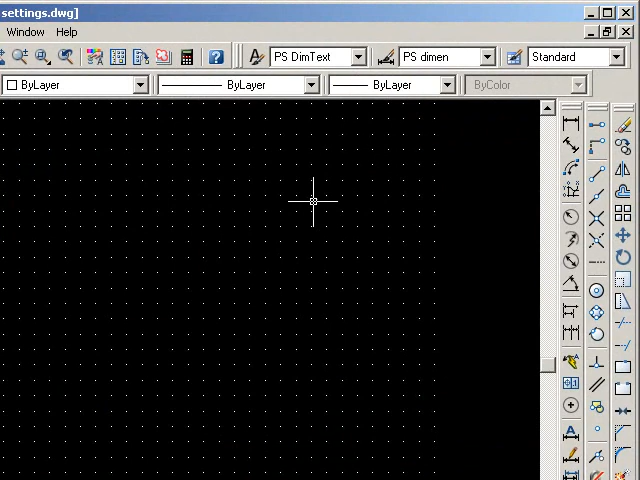 settings.dwg]
Window Help
PS DimText PS dimen Standard
ByLayer ByLayer ByLayer ByColor